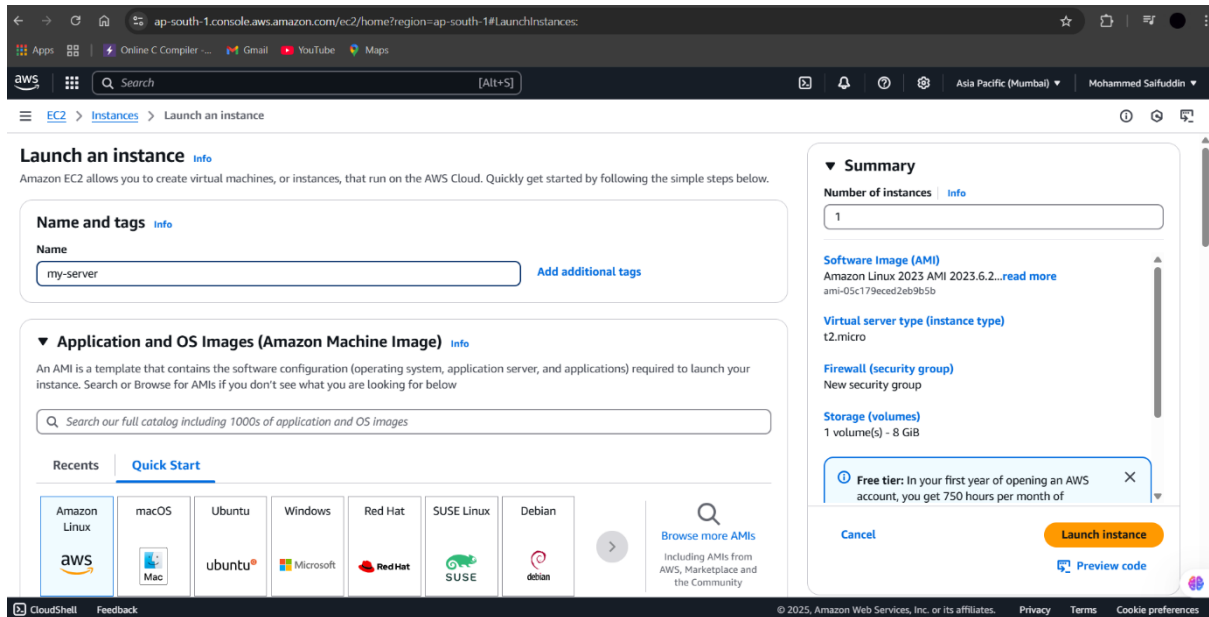 ap-south-1.console.aws.amazon.com/ec2/home?region=ap-south-1#LaunchInstances:
Apps Online C Compiler -... Gmail YouTube Maps
aws Search [Alt+S] Asia Pacific (Mumbai) Mohammed Saifuddin
EC2 > Instances > Launch an instance
Launch an instance Info
Amazon EC2 allows you to create virtual machines, or instances, that run on the AWS Cloud. Quickly get started by following the simple steps below.
Name and tags Info
Name
my-server Add additional tags
Application and OS Images (Amazon Machine Image) Info
An AMI is a template that contains the software configuration (operating system, application server, and applications) required to launch your
instance. Search or Browse for AMIs if you don't see what you are looking for
below
Search our full catalog including 1000s of application and OS images
Recents Quick Start
Amazon
Linux
aws
macOS
Mac
Ubuntu
ubuntu
Windows
Microsoft
Red Hat
Red Hat
SUSE Linux
SUSE
Debian
debian
Browse more AMIs
Including AMIs from
AWS, Marketplace and
the Community
Summary
Number of instances Info
1
Software Image (AMI)
Amazon Linux 2023 AMI 2023.6.2...read more
ami-05c179eced2eb9b5b
Virtual server type (instance type)
t2.micro
Firewall (security group)
New security group
Storage (volumes)
1 volume(s) - 8 GiB
Free tier: In your first year of opening an AWS
account, you get 750 hours per month of
Cancel Launch instance
Preview code
CloudShell Feedback © 2025, Amazon Web Services, Inc. or its affiliates. Privacy Terms Cookie preferences